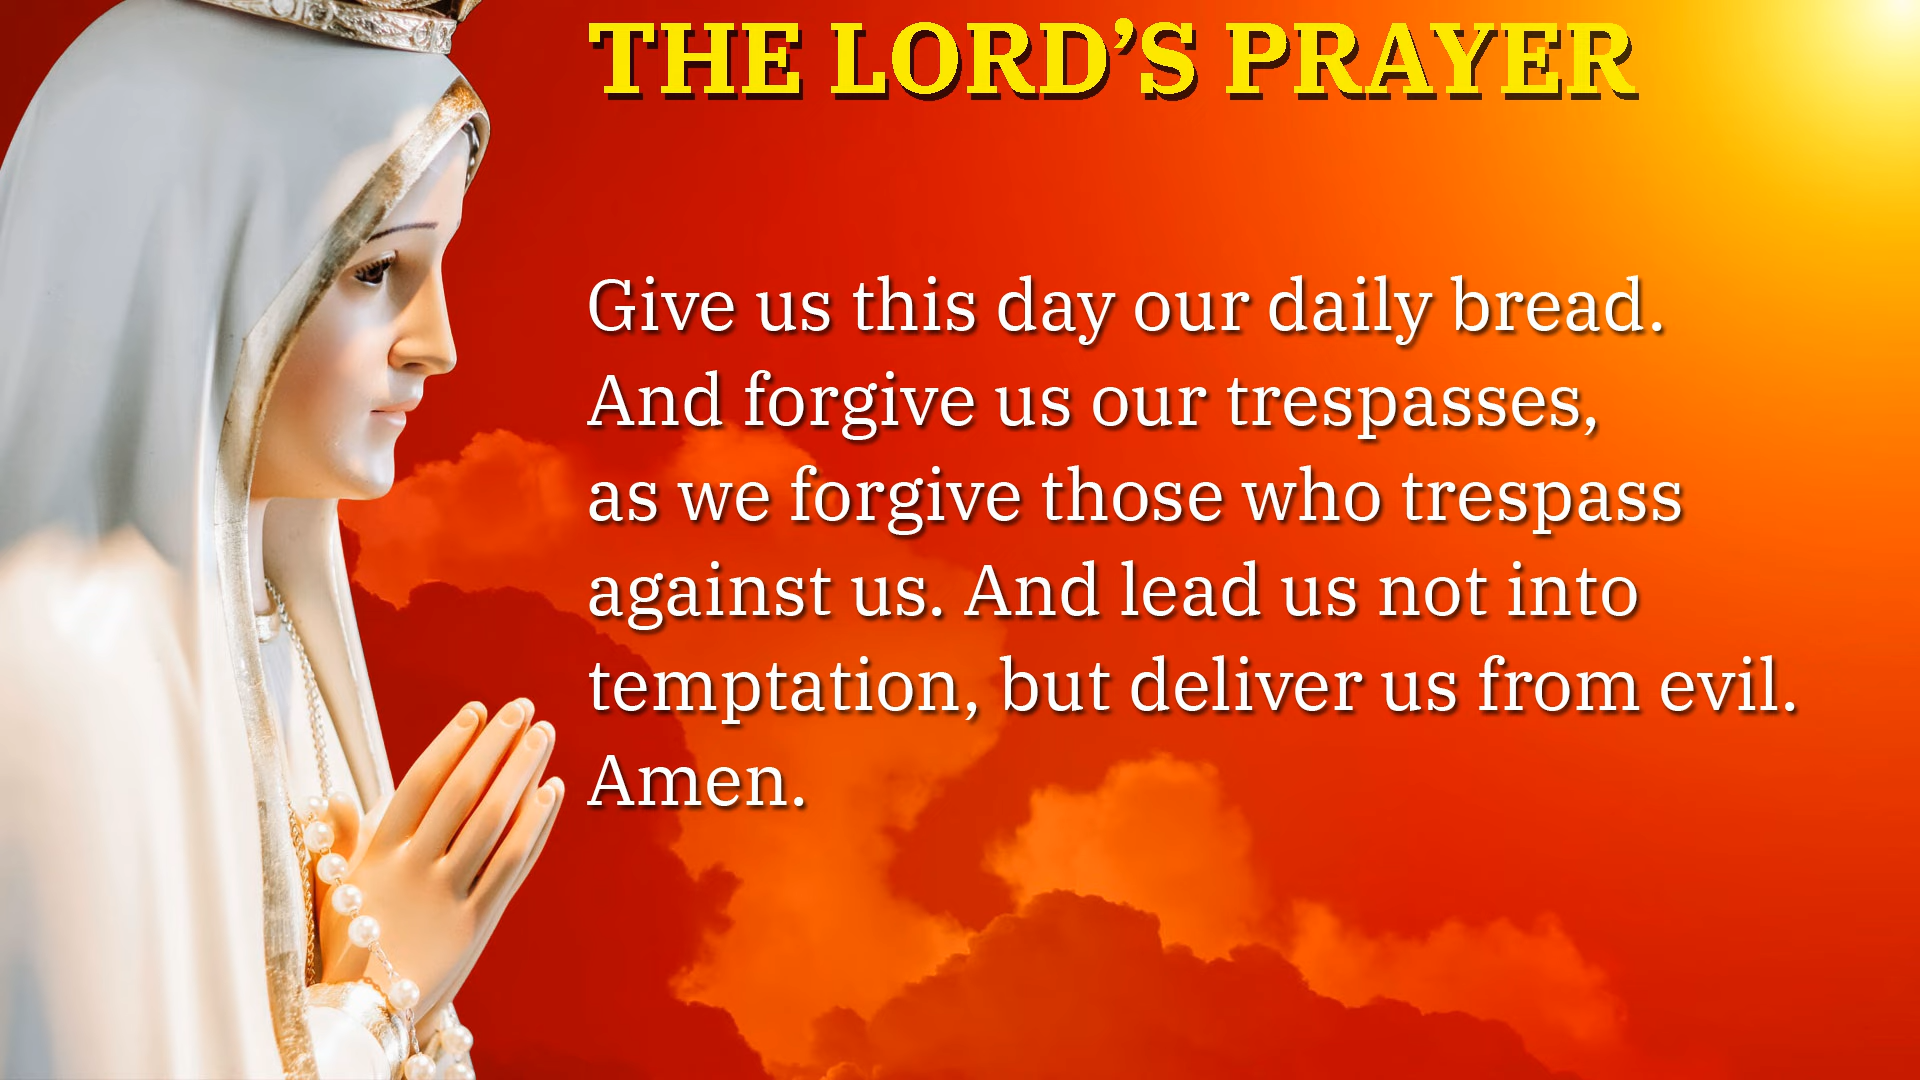 THE LORD’S PRAYER
Give us this day our daily bread.
And forgive us our trespasses,
as we forgive those who trespass
against us. And lead us not into
temptation, but deliver us from evil.
Amen.